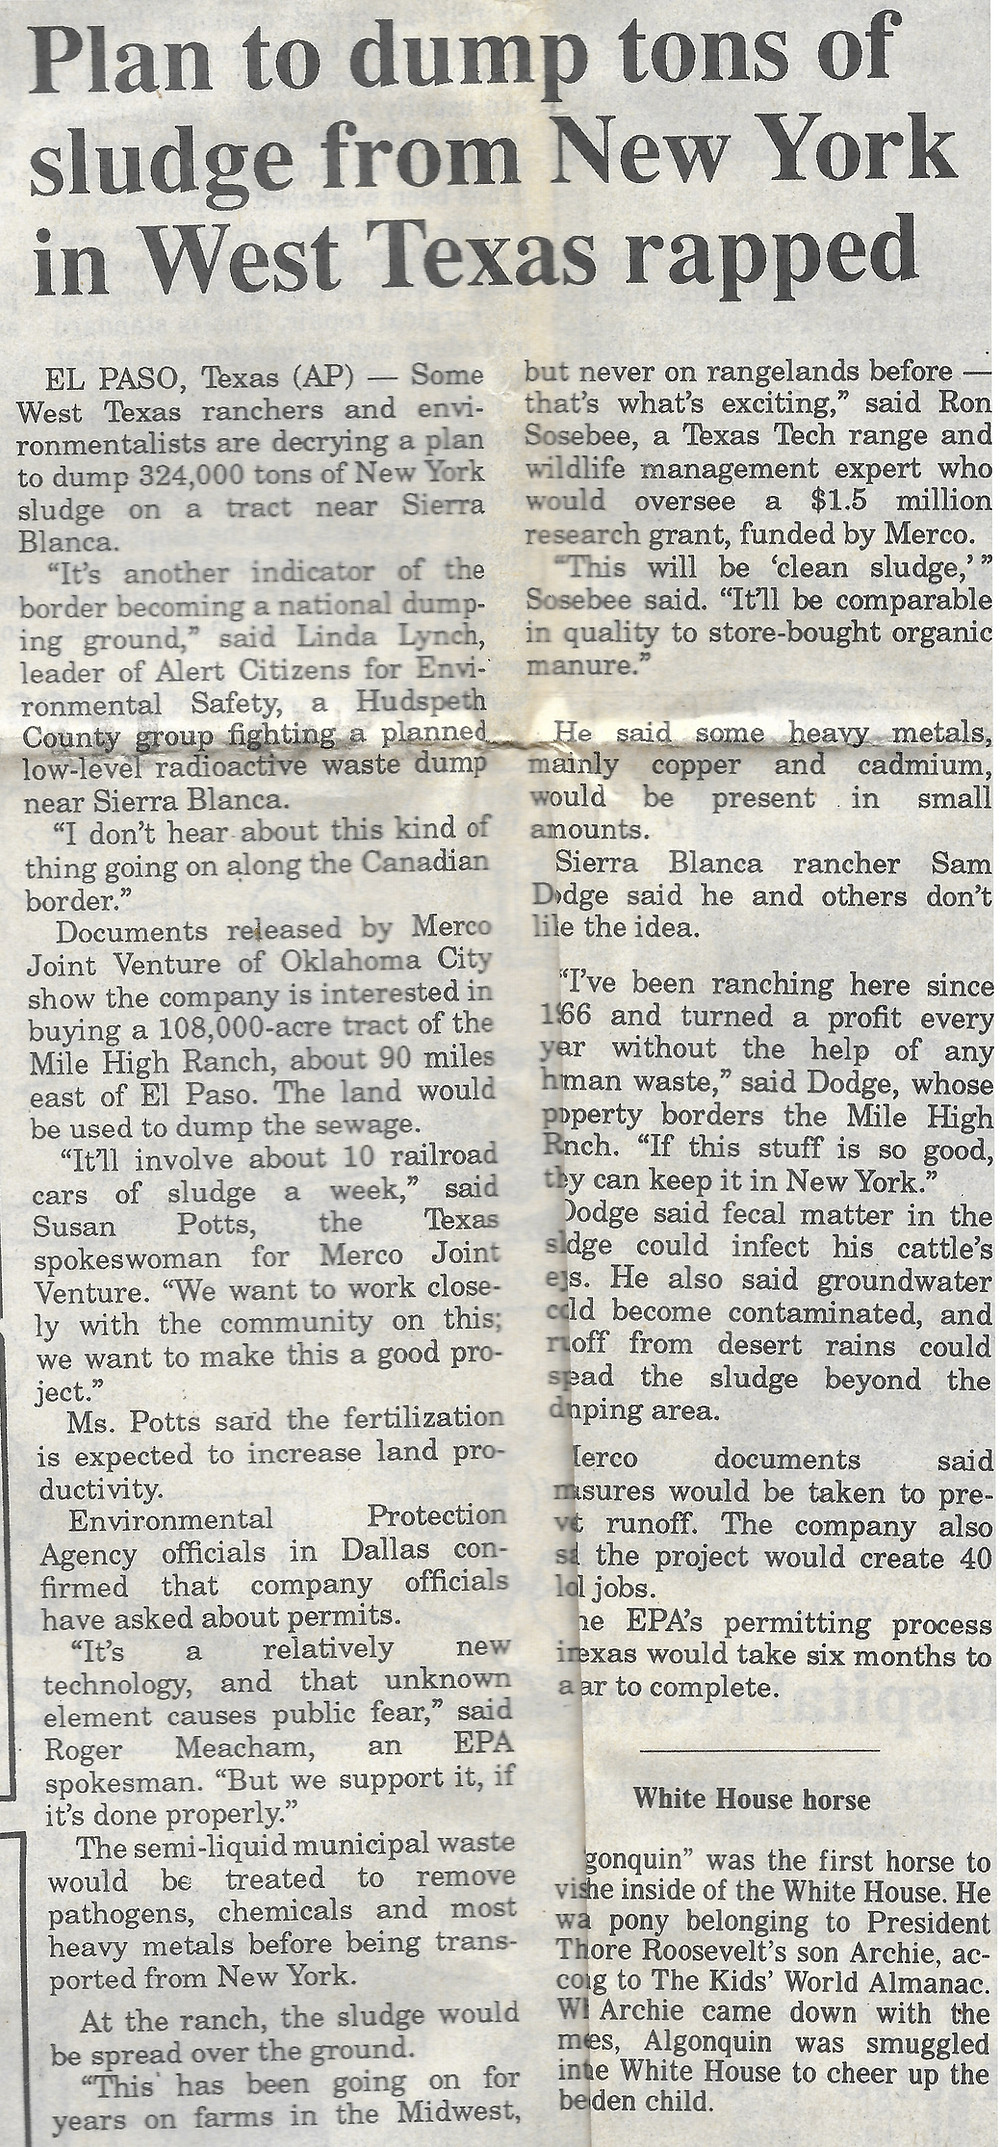 Plan to dump tons of
sludge from New York
in West Texas rapped
EL PASO, Texas (AP) — Some
West Texas ranchers and envi-
ronmentalists are decrying a plan
to dump 324,000 tons of New York
sludge on a tract near Sierra
Blanca.
“It’s another indicator of the
border becoming a national dump-
ing ground,” said Linda Lynch,
leader of Alert Citizens for Envi-
ronmental Safety, a Hudspeth
County group fighting a planned
low-level radioactive waste dump
near Sierra Blanca.
“I don’t hear about this kind of
thing going on along the Canadian
border.”
Documents released by Merco
Joint Venture of Oklahoma City
show the company is interested in
buying a 108,000-acre tract of the
Mile High Ranch, about 90 miles
east of El Paso. The land would
be used to dump the sewage.
“It’ll involve about 10 railroad
cars of sludge a week,” said
Susan Potts, the Texas
spokeswoman for Merco Joint
Venture. “We want to work close-
ly with the community on this;
we want to make this a good pro-
ject.”
Ms. Potts said the fertilization
is expected to increase land pro-
ductivity.
Environmental Protection
Agency officials in Dallas con-
firmed that company officials
have asked about permits.
“It’s a relatively new
technology, and that unknown
element causes public fear,” said
Roger Meacham, an EPA
spokesman. “But we support it, if
it’s done properly.”
The semi-liquid municipal waste
would be treated to remove
pathogens, chemicals and most
heavy metals before being trans-
ported from New York.
At the ranch, the sludge would
be spread over the ground.
“This has been going on for
years on farms in the Midwest,
but never on rangelands before —
that’s what’s exciting,” said Ron
Sosebee, a Texas Tech range and
wildlife management expert who
would oversee a $1.5 million
research grant, funded by Merco.
“This will be ‘clean sludge,’ ”
Sosebee said. “It’ll be comparable
in quality to store-bought organic
manure.”
He said some heavy metals,
mainly copper and cadmium,
would be present in small
amounts.
Sierra Blanca rancher Sam
Dodge said he and others don’t
like the idea.
“I’ve been ranching here since
1966 and turned a profit every
year without the help of any
human waste,” said Dodge, whose
property borders the Mile High
Ranch. “If this stuff is so good,
they can keep it in New York.”
Dodge said fecal matter in the
sludge could infect his cattle’s
eyes. He also said groundwater
could become contaminated, and
runoff from desert rains could
spread the sludge beyond the
dumping area.
Merco documents said
measures would be taken to pre-
vent runoff. The company also
said the project would create 40
local jobs.
The EPA’s permitting process
in Texas would take six months to
a year to complete.
White House horse
gonquin” was the first horse to
the inside of the White House. He
pony belonging to President
Roosevelt’s son Archie, ac-
to The Kids’ World Almanac.
Archie came down with the
Algonquin was smuggled
White House to cheer up the
child.